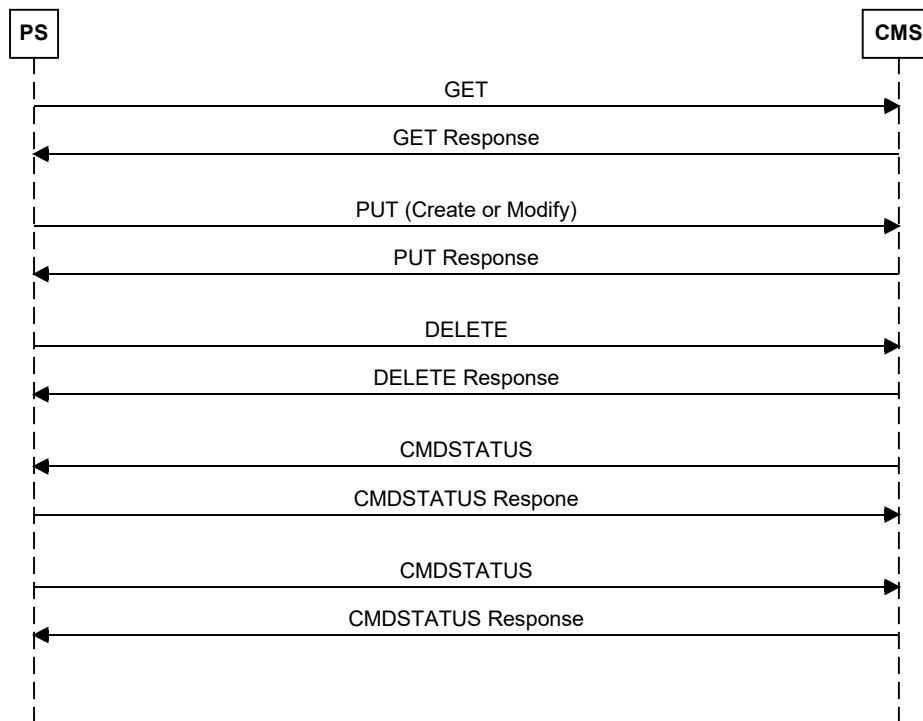 PS
CMS
GET
GET Response
PUT (Create or Modify)
PUT Response
DELETE
DELETE Response
CMDSTATUS
CMDSTATUS Respone
CMDSTATUS
CMDSTATUS Response